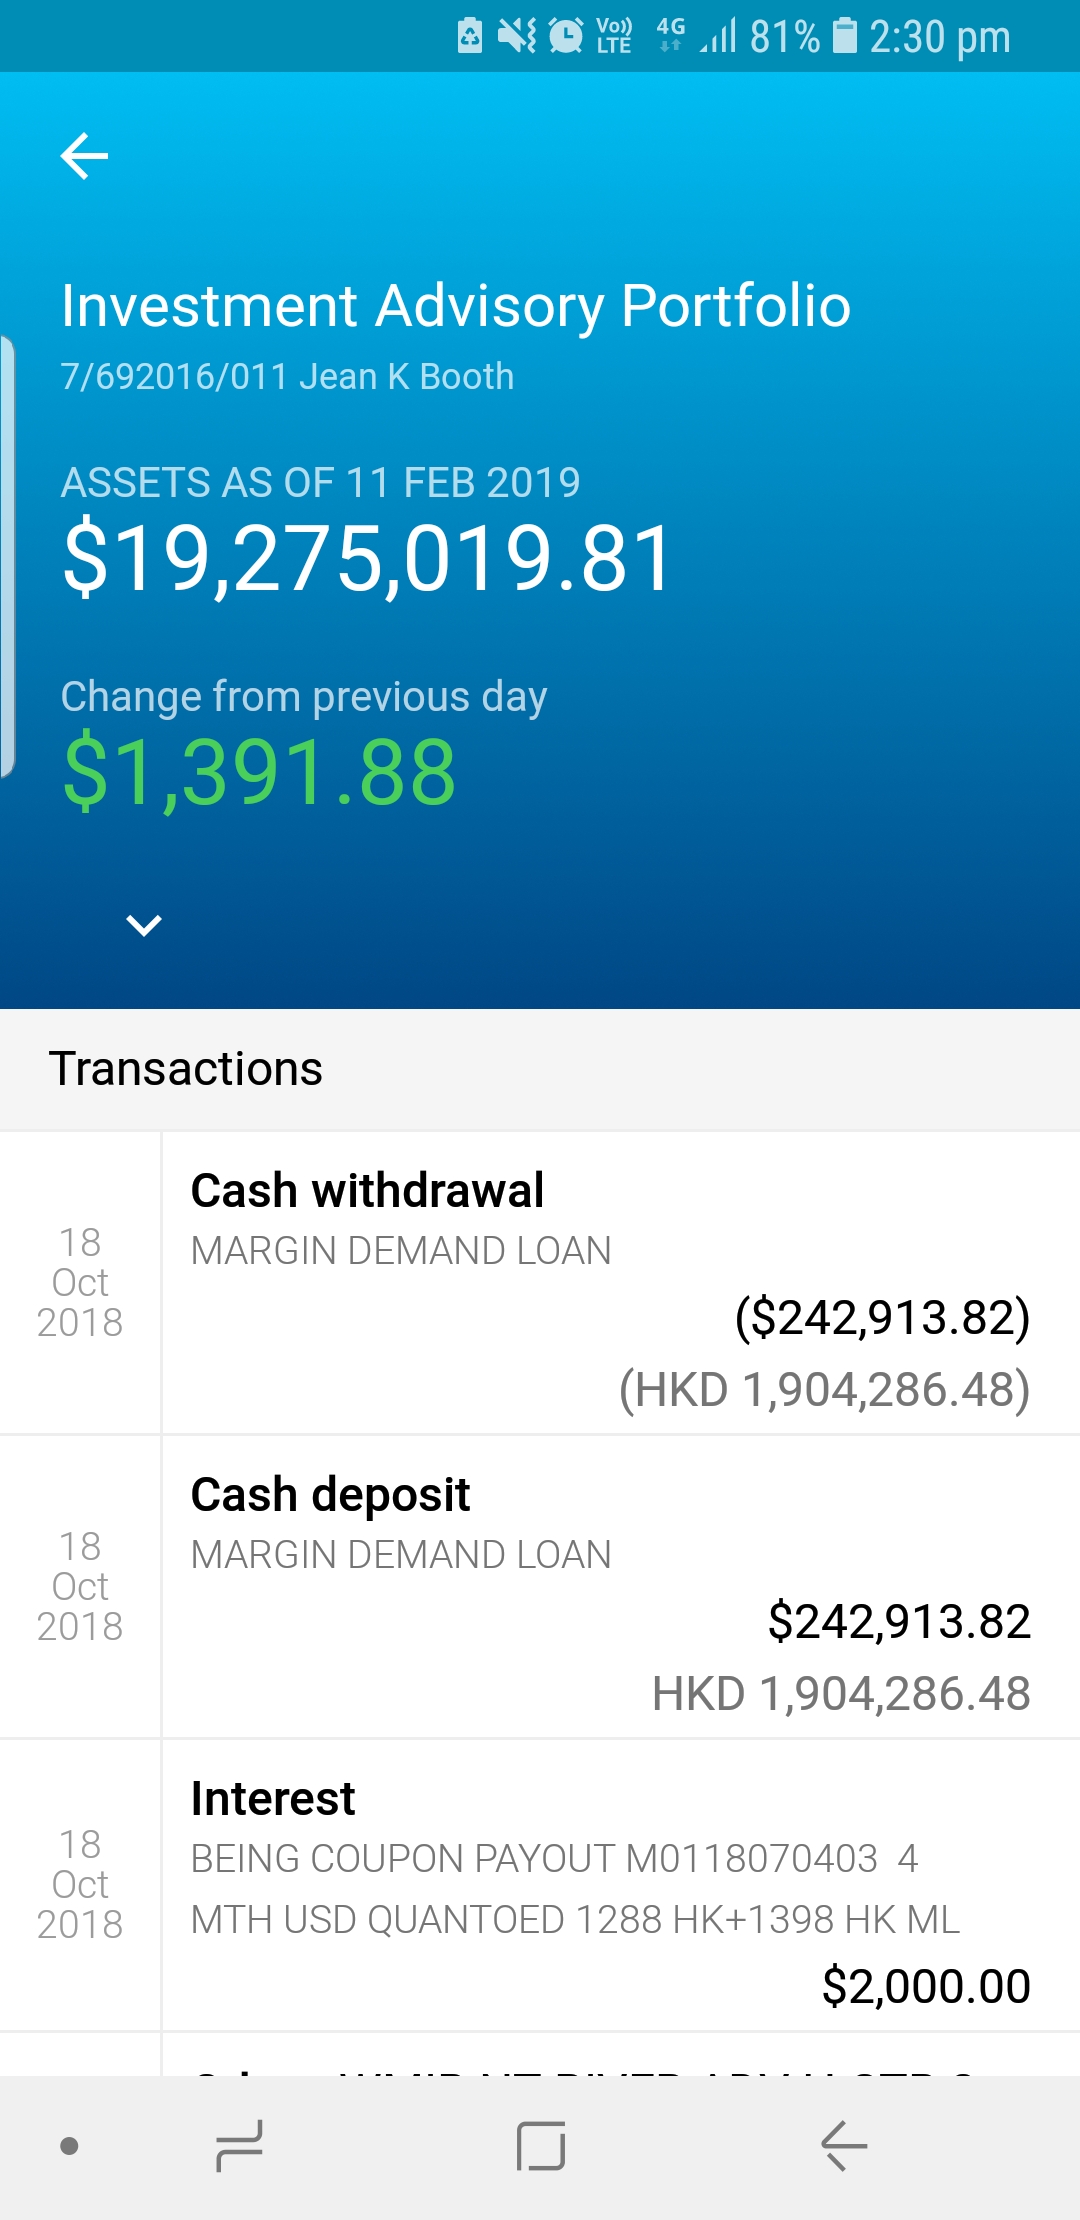 Vo)) LTE 4G 81% 2:30 pm
Investment Advisory Portfolio
7/692016/011 Jean K Booth
ASSETS AS OF 11 FEB 2019
$19,275,019.81
Change from previous day
$1,391.88
Transactions
Cash withdrawal
MARGIN DEMAND LOAN
18
Oct
2018
($242,913.82)
(HKD 1,904,286.48)
Cash deposit
MARGIN DEMAND LOAN
18
Oct
2018
$242,913.82
HKD 1,904,286.48
Interest
BEING COUPON PAYOUT M0118070403  4
MTH USD QUANTOED 1288 HK+1398 HK ML
18
Oct
2018
$2,000.00